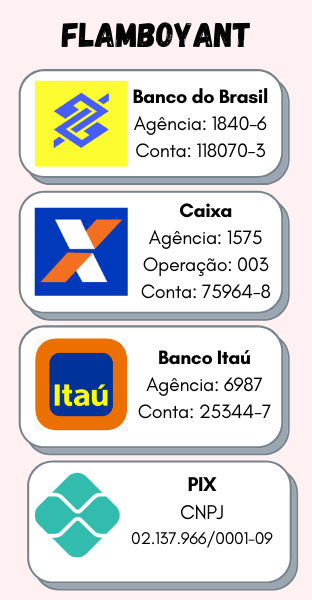 FLAMBOYANT
Banco do Brasil
Agência: 1840-6
Conta: 118070-3
Caixa
Agência: 1575
Operação: 003
Conta: 75964-8
Itaú
Banco Itaú
Agência: 6987
Conta: 25344-7
PIX
CNPJ
02.137.966/0001-09